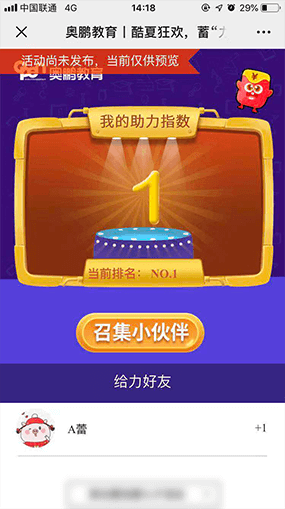 中国联通 4G 14:18 69%
奥鹏教育丨酷夏狂欢，蓄“
活动尚未发布，当前仅供预览
奥鹏教育
我的助力指数
1
当前排名： NO.1
召集小伙伴
给力好友
A蕾 +1